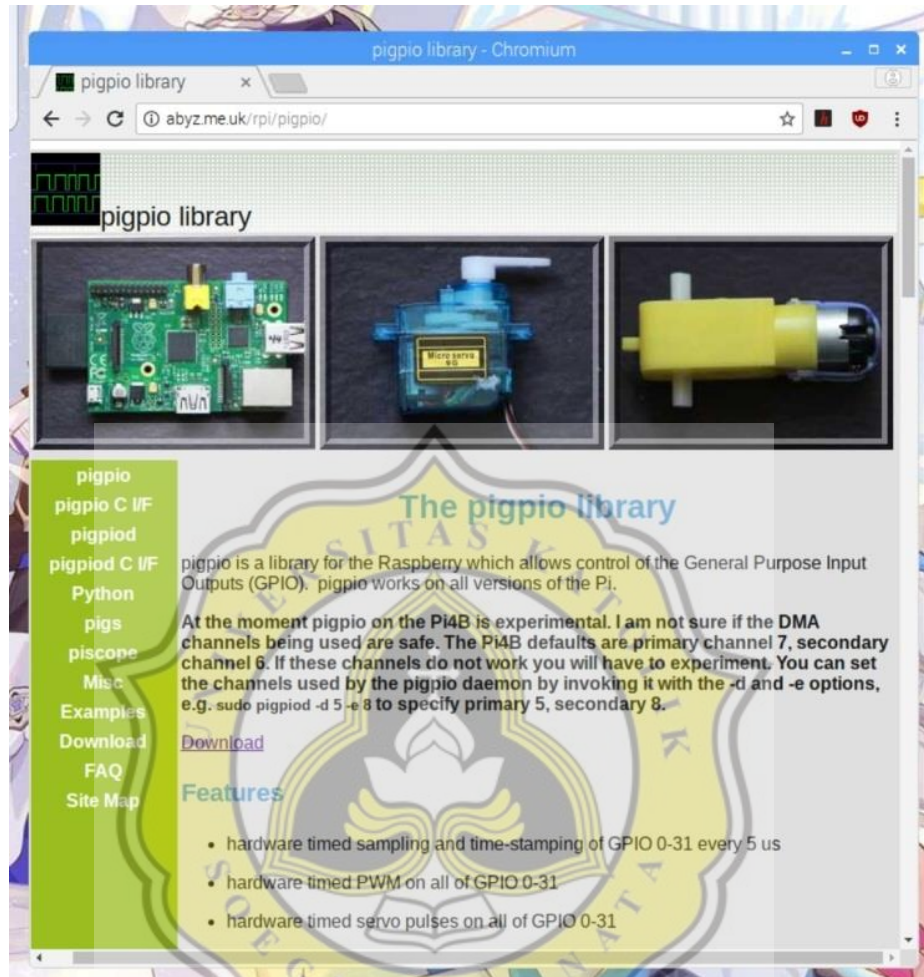 pigpio library - Chromium
pigpio library
abyz.me.uk/rpi/pigpio/
pigpio library
Micro servo
9G
pigpio
pigpio C I/F
pigpiod
pigpiod C I/F
Python
pigs
piscope
Misc
Examples
Download
FAQ
Site Map
The pigpio library
pigpio is a library for the Raspberry which allows control of the General Purpose Input
Outputs (GPIO).  pigpio works on all versions of the Pi.
At the moment pigpio on the Pi4B is experimental. I am not sure if the DMA
channels being used are safe. The Pi4B defaults are primary channel 7, secondary
channel 6. If these channels do not work you will have to experiment. You can set
the channels used by the pigpio daemon by invoking it with the -d and -e options,
e.g. sudo pigpiod -d 5 -e 8 to specify primary 5, secondary 8.
Download
Features
• hardware timed sampling and time-stamping of GPIO 0-31 every 5 us
• hardware timed PWM on all of GPIO 0-31
• hardware timed servo pulses on all of GPIO 0-31
UNIVERSITAS KATOLIK